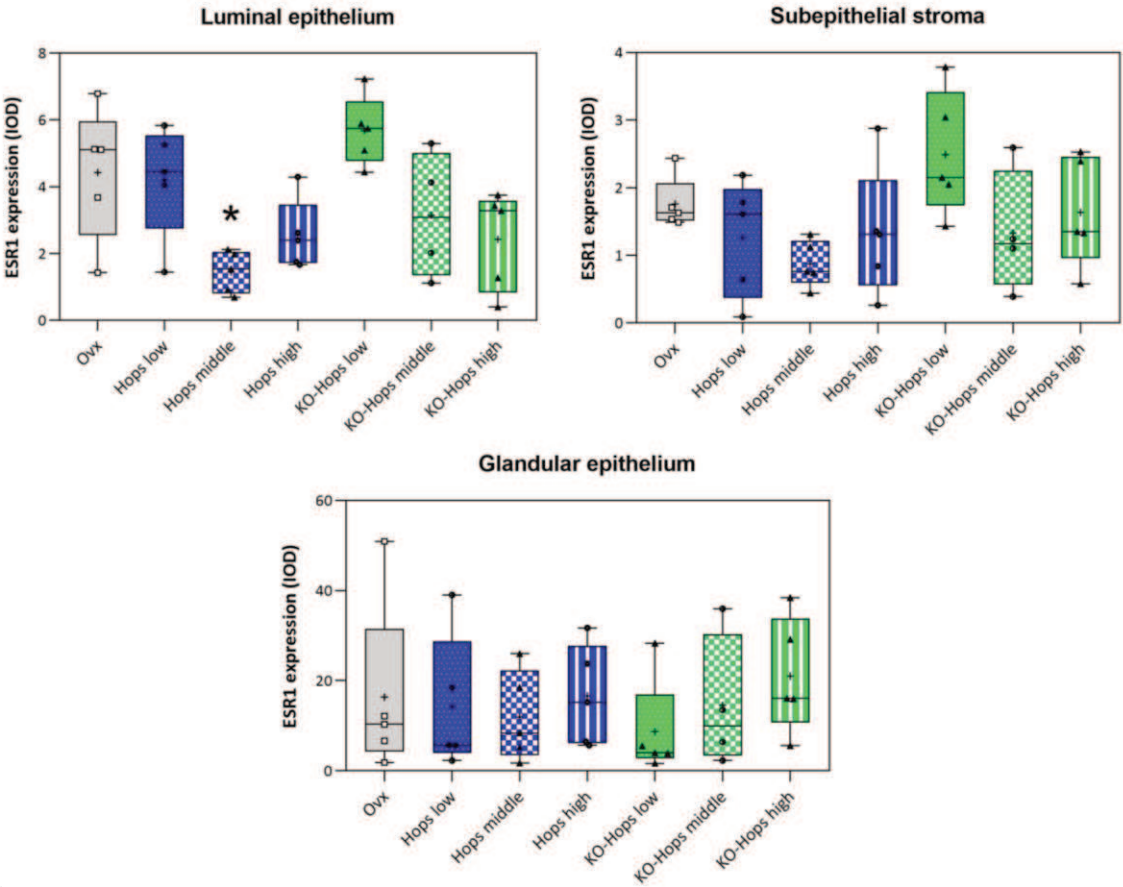 Luminal epithelium
ESR1 expression (IOD)
8
6
4
2
0
*
Ovx
Hops low
Hops middle
Hops high
KO-Hops low
KO-Hops middle
KO-Hops high
Subepithelial stroma
ESR1 expression (IOD)
4
3
2
1
0
Ovx
Hops low
Hops middle
Hops high
KO-Hops low
KO-Hops middle
KO-Hops high
Glandular epithelium
ESR1 expression (IOD)
60
40
20
0
Ovx
Hops low
Hops middle
Hops high
KO-Hops low
KO-Hops middle
KO-Hops high